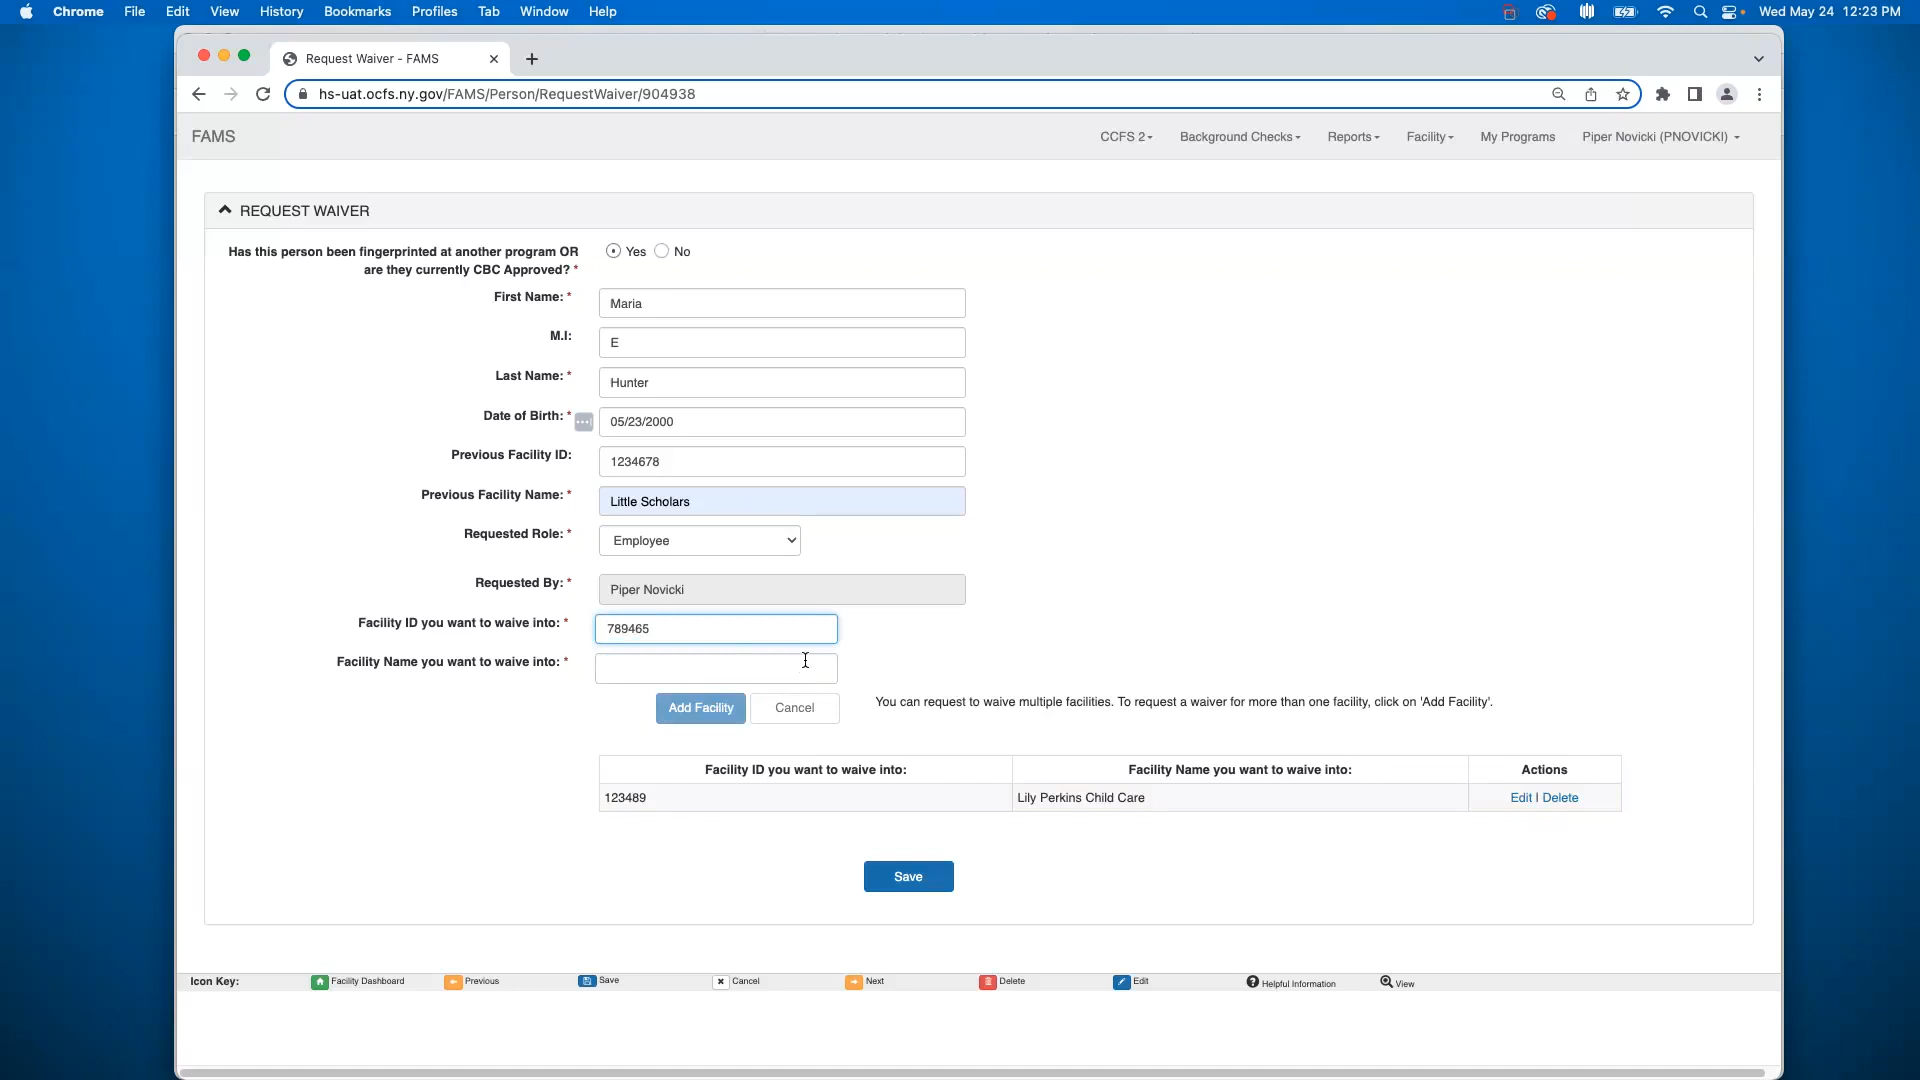 Chrome File Edit View History Bookmarks Profiles Tab Window Help Wed May 24 12:23 PM
Request Waiver - FAMS
hs-uat.ocfs.ny.gov/FAMS/Person/RequestWaiver/904938
FAMS CCFS 2 Background Checks Reports Facility My Programs Piper Novicki (PNOVICKI)
REQUEST WAIVER
Has this person been fingerprinted at another program OR Yes No
are they currently CBC Approved? *
First Name: * Maria
M.I: E
Last Name: * Hunter
Date of Birth: * 05/23/2000
Previous Facility ID: 1234678
Previous Facility Name: * Little Scholars
Requested Role: * Employee
Requested By: * Piper Novicki
Facility ID you want to waive into: * 789465
Facility Name you want to waive into: *
Add Facility Cancel You can request to waive multiple facilities. To request a waiver for more than one facility, click on 'Add Facility'.
Facility ID you want to waive into: Facility Name you want to waive into: Actions
123489 Lily Perkins Child Care Edit | Delete
Save
Icon Key: Facility Dashboard Previous Save Cancel Next Delete Edit Helpful Information View